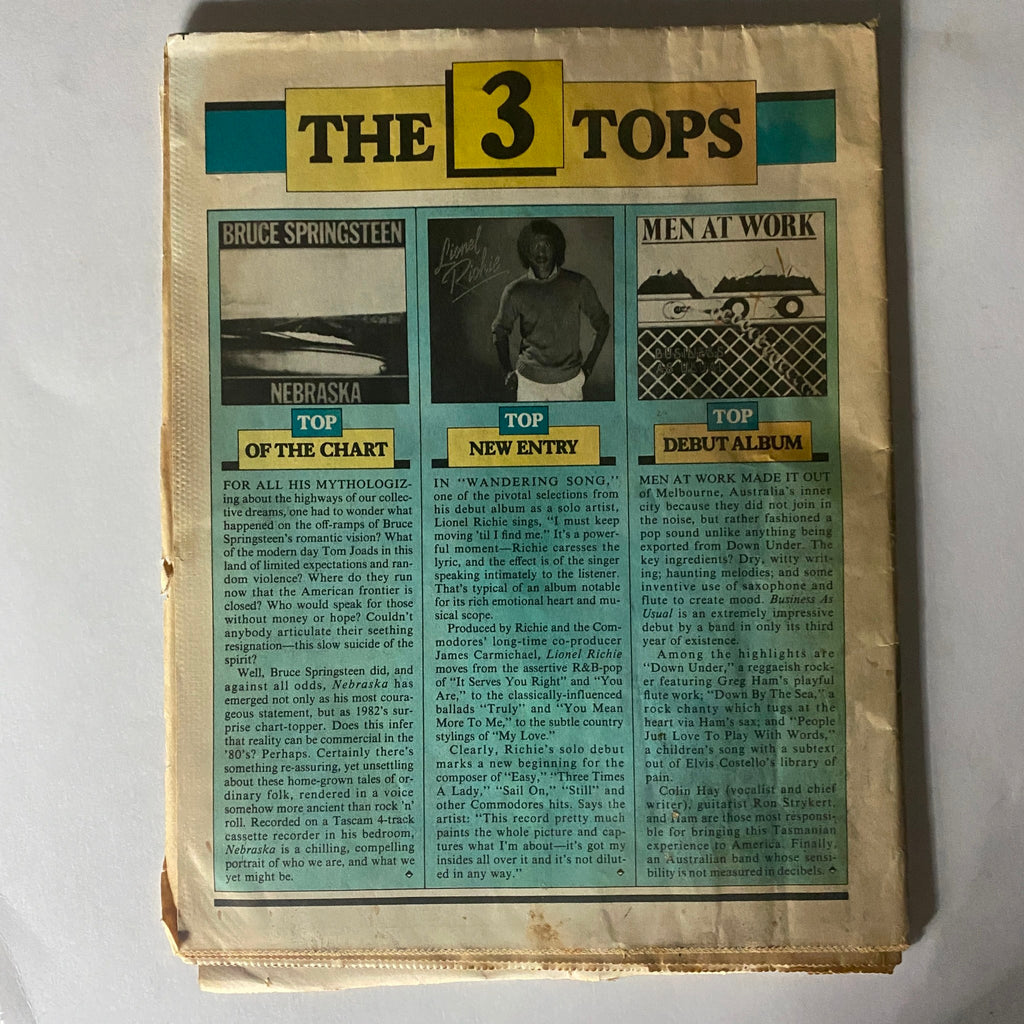 THE 3 TOPS
BRUCE SPRINGSTEEN
NEBRASKA
TOP
OF THE CHART
FOR ALL HIS MYTHOLOGIZ-
ing about the highways of our collec-
tive dreams, one had to wonder what
happened on the off-ramps of Bruce
Springsteen's romantic vision? What
of the modern day Tom Joads in this
land of limited expectations and ran-
dom violence? Where do they run
now that the American frontier is
closed? Who would speak for those
without money or hope? Couldn't
anybody articulate their seething
resignation—this slow suicide of the
spirit?
Well, Bruce Springsteen did, and
against all odds, Nebraska has
emerged not only as his most coura-
geous statement, but as 1982's sur-
prise chart-topper. Does this infer
that reality can be commercial in the
'80's? Perhaps. Certainly there's
something re-assuring, yet unsettling
about these home-grown tales of or-
dinary folk, rendered in a voice
somehow more ancient than rock 'n'
roll. Recorded on a Tascam 4-track
cassette recorder in his bedroom,
Nebraska is a chilling, compelling
portrait of who we are, and what we
yet might be.
Lionel
Richie
TOP
NEW ENTRY
IN "WANDERING SONG,"
one of the pivotal selections from
his debut album as a solo artist,
Lionel Richie sings, "I must keep
moving 'til I find me." It's a power-
ful moment—Richie caresses the
lyric, and the effect is of the singer
speaking intimately to the listener.
That's typical of an album notable
for its rich emotional heart and mu-
sical scope.
Produced by Richie and the Com-
modores' long-time co-producer
James Carmichael, Lionel Richie
moves from the assertive R&B-pop
of "It Serves You Right" and "You
Are," to the classically-influenced
ballads "Truly" and "You Mean
More To Me," to the subtle country
stylings of "My Love."
Clearly, Richie's solo debut
marks a new beginning for the
composer of "Easy," "Three Times
A Lady," "Sail On," "Still" and
other Commodores hits. Says the
artist: "This record pretty much
paints the whole picture and cap-
tures what I'm about—it's got my
insides all over it and it's not dilut-
ed in any way."
MEN AT WORK
BUSINESS
AS USUAL
TOP
DEBUT ALBUM
MEN AT WORK MADE IT OUT
of Melbourne, Australia's inner
city because they did not join in
the noise, but rather fashioned a
pop sound unlike anything being
exported from Down Under. The
key ingredients? Dry, witty writ-
ing; haunting melodies; and some
inventive use of saxophone and
flute to create mood. Business As
Usual is an extremely impressive
debut by a band in only its third
year of existence.
Among the highlights are
"Down Under," a reggaeish rock-
er featuring Greg Ham's playful
flute work; "Down By The Sea," a
rock chanty which tugs at the
heart via Ham's sax; and "People
Just Love To Play With Words,"
a children's song with a subtext
out of Elvis Costello's library of
pain.
Colin Hay (vocalist and chief
writer), guitarist Ron Strykert,
and Ham are those most responsi-
ble for bringing this Tasmanian
experience to America. Finally,
an Australian band whose sensi-
bility is not measured in decibels.